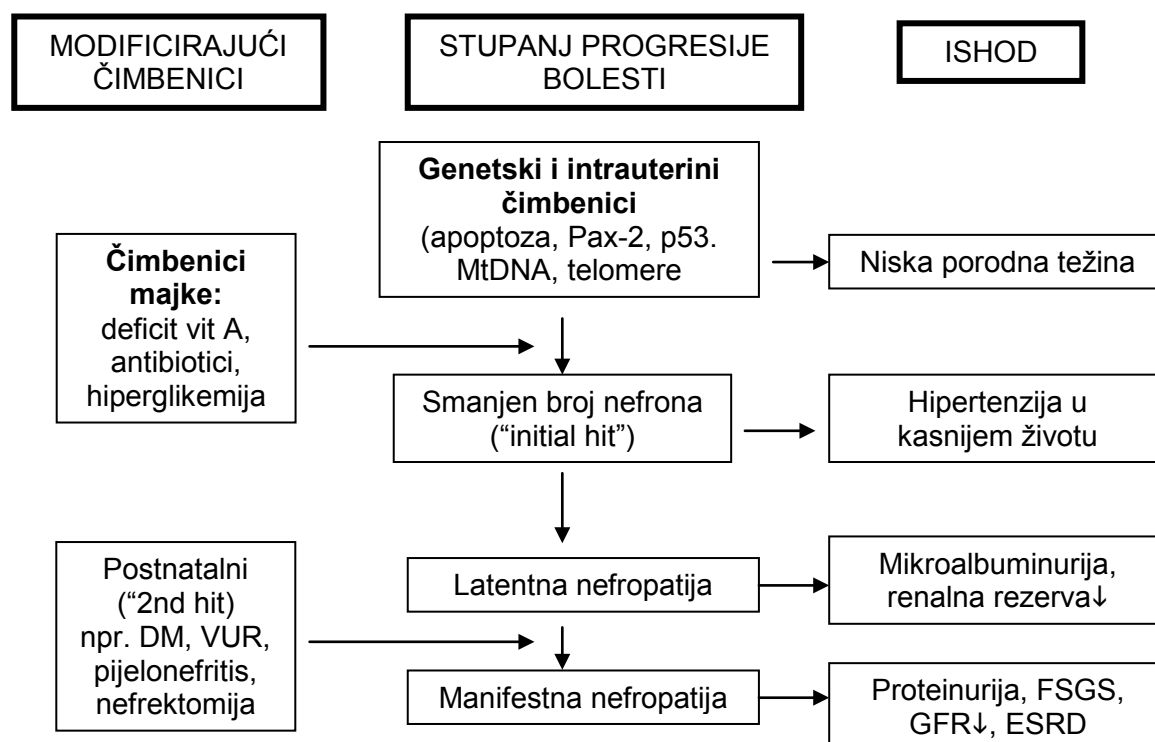 MODIFICIRAJUĆI
ČIMBENICI
STUPANJ PROGRESIJE
BOLESTI
ISHOD
Genetski i intrauterini
čimbenici
(apoptoza, Pax-2, p53.
MtDNA, telomere
Niska porodna težina
Čimbenici
majke:
deficit vit A,
antibiotici,
hiperglikemija
Smanjen broj nefrona
(“initial hit”)
Hipertenzija u
kasnijem životu
Postnatalni
(“2nd hit)
npr. DM, VUR,
pijelonefritis,
nefrektomija
Latentna nefropatija
Mikroalbuminurija,
renalna rezerva↓
Manifestna nefropatija
Proteinurija, FSGS,
GFR↓, ESRD